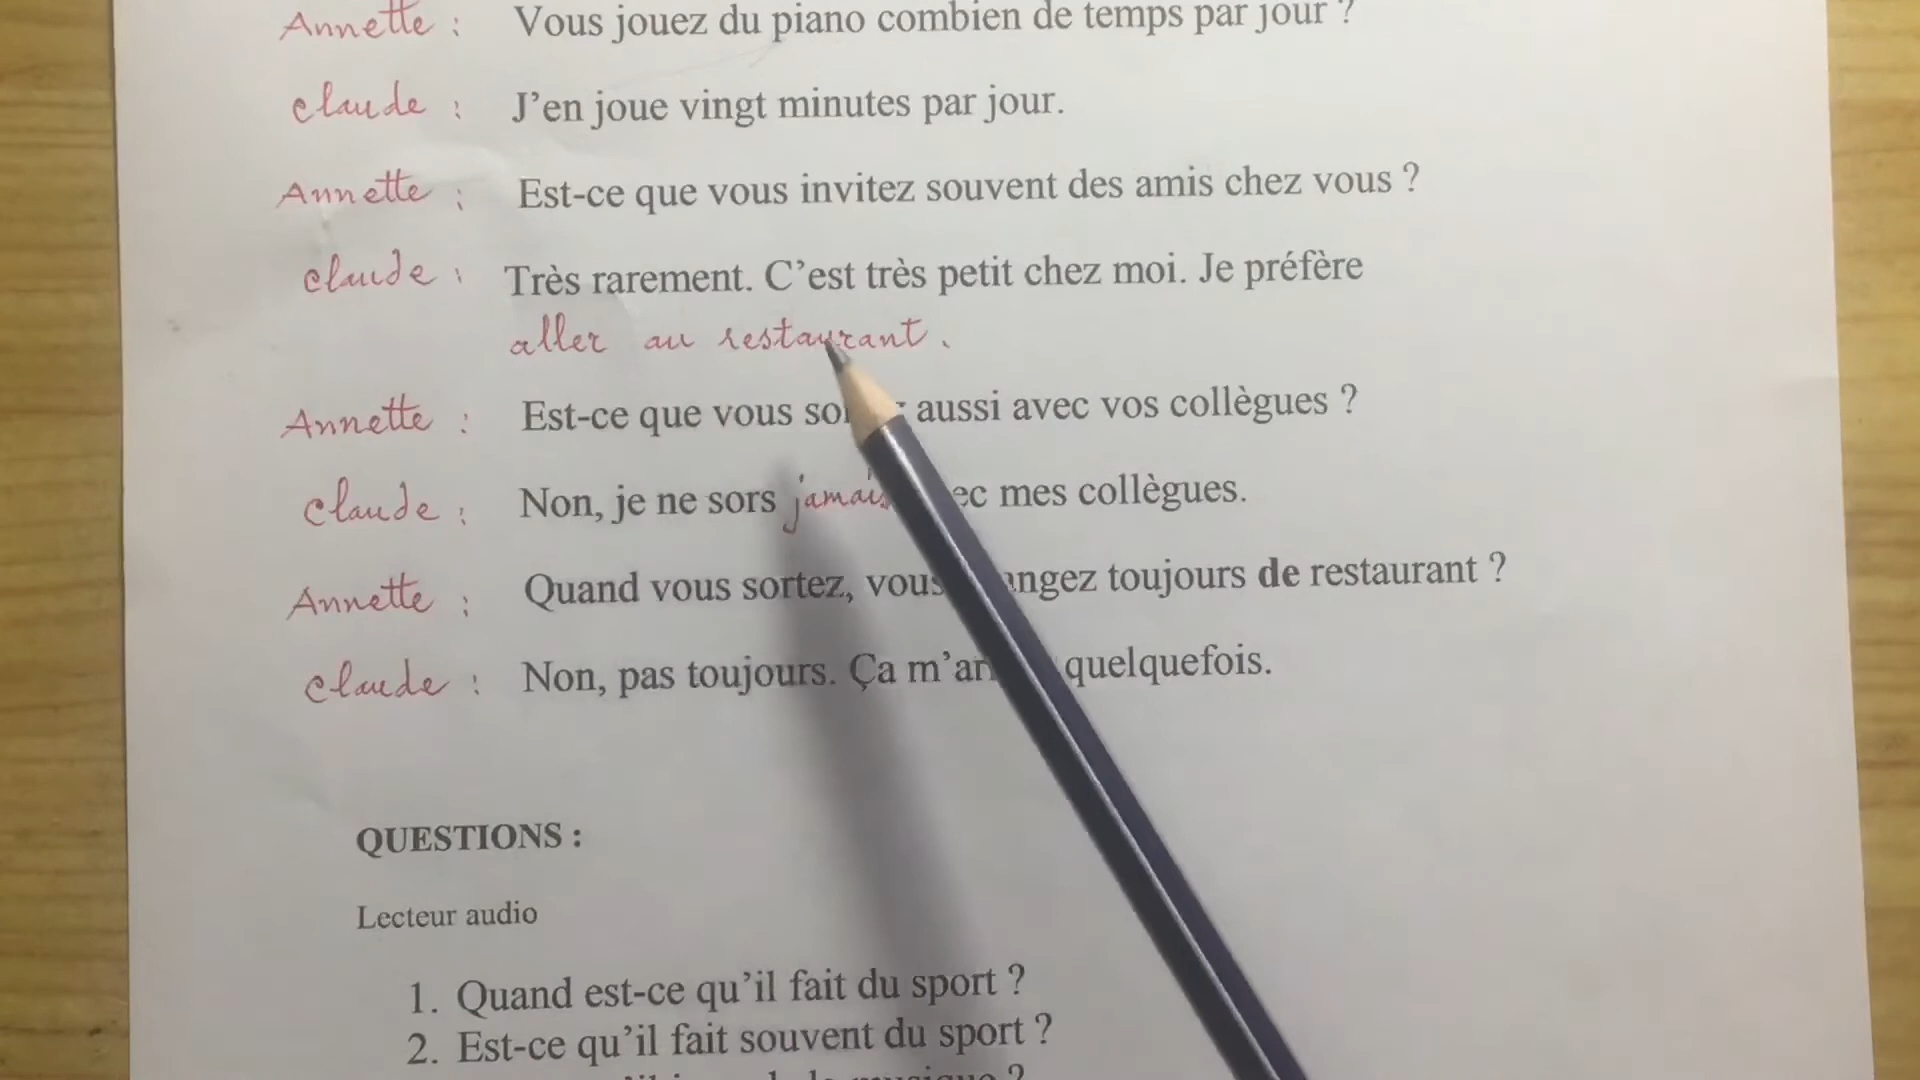 Annette : Vous jouez du piano combien de temps par jour ?
Claude : J'en joue vingt minutes par jour.
Annette : Est-ce que vous invitez souvent des amis chez vous ?
Claude : Très rarement. C'est très petit chez moi. Je préfère
aller au restaurant.
Annette : Est-ce que vous aussi avec vos collègues ?
Claude : Non, je ne sors jamais mes collègues.
Annette : Quand vous sortez, vous toujours de restaurant ?
Claude : Non, pas toujours. Ça quelquefois.
QUESTIONS :
Lecteur audio
1. Quand est-ce qu'il fait du sport ?
2. Est-ce qu'il fait souvent du sport ?